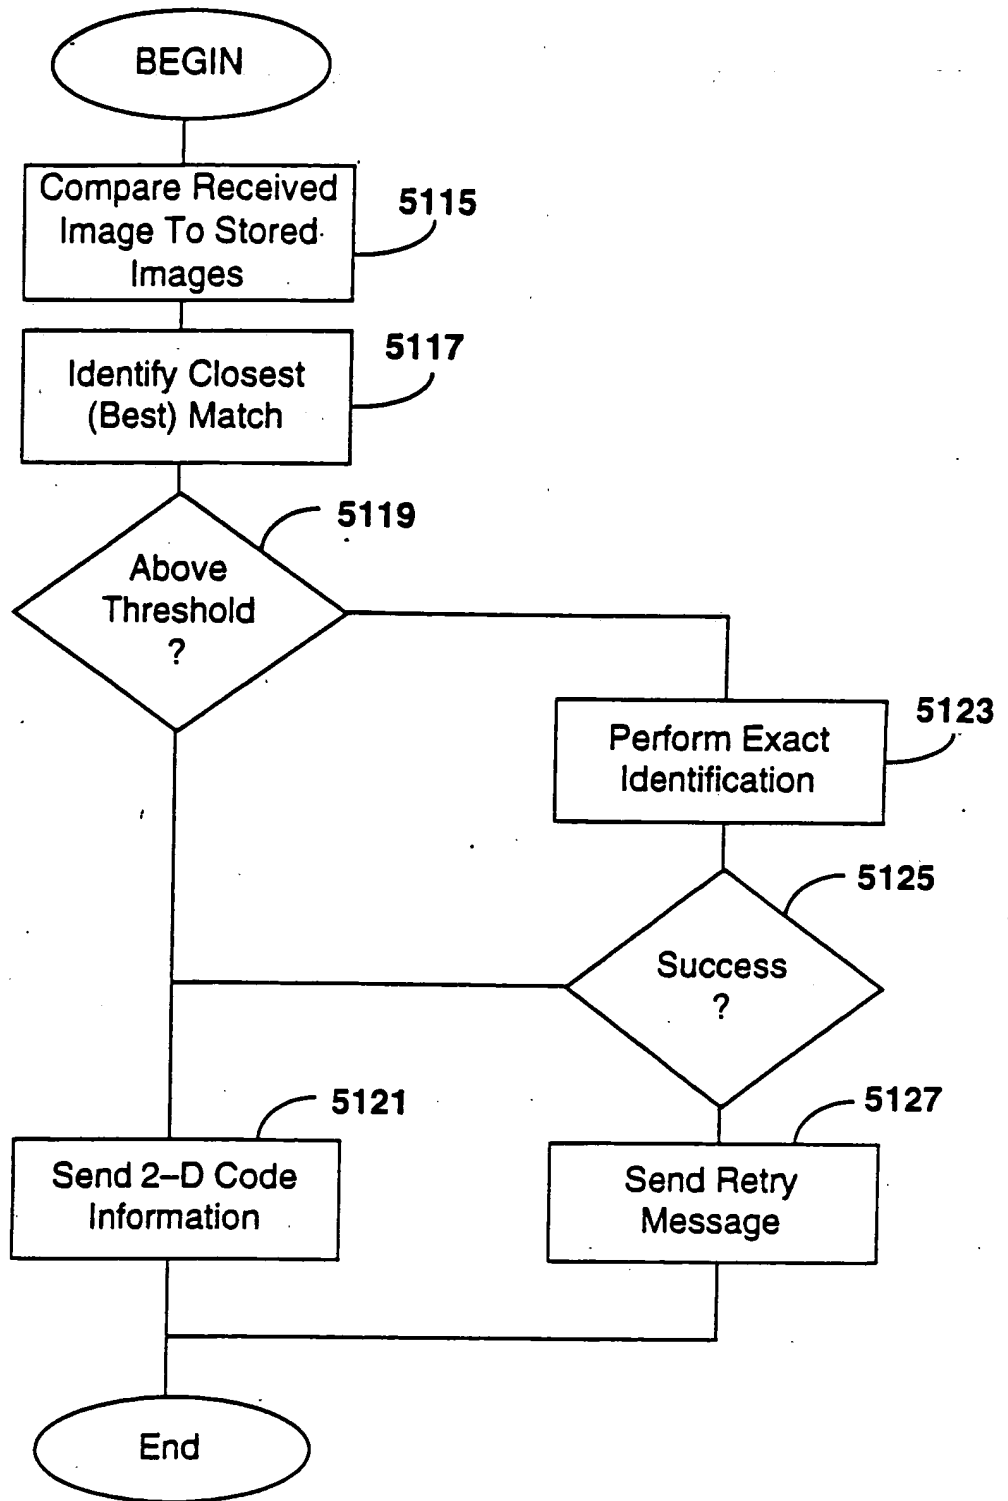 BEGIN
Compare Received
Image To Stored
Images
5115
Identify Closest
(Best) Match
5117
Above
Threshold
?
5119
Perform Exact
Identification
5123
Success
?
5125
Send 2-D Code
Information
5121
Send Retry
Message
5127
End